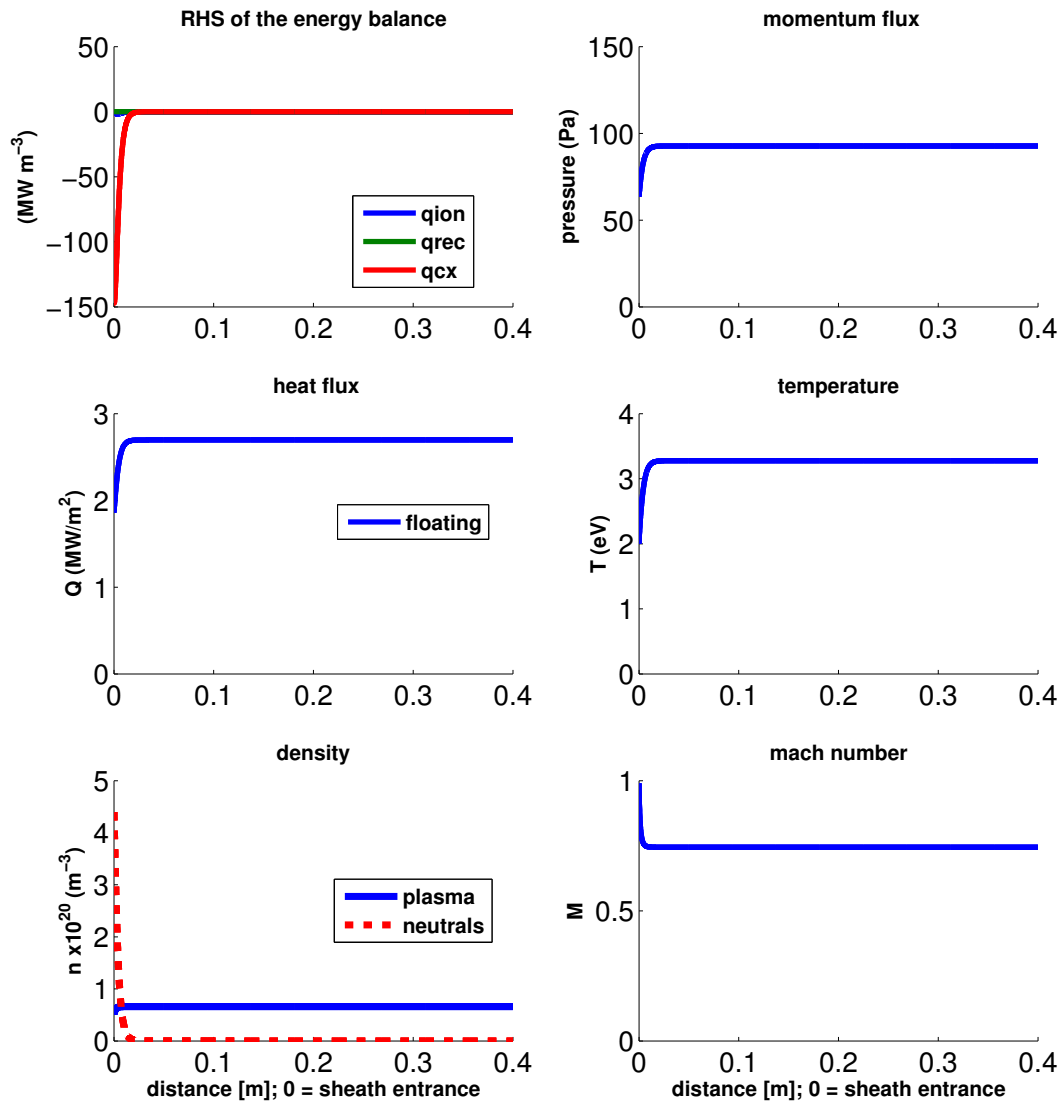 RHS of the energy balance
50
0
−50
−100
−150
(MW m−3)
qion
qrec
qcx
0 0.1 0.2 0.3 0.4
momentum flux
150
100
50
0
pressure (Pa)
0 0.1 0.2 0.3 0.4
heat flux
3
2
1
0
Q (MW/m2)
floating
0 0.1 0.2 0.3 0.4
temperature
4
3
2
1
0
T (eV)
0 0.1 0.2 0.3 0.4
density
5
4
3
2
1
0
n x10^20 (m−3)
plasma
neutrals
0 0.1 0.2 0.3 0.4
distance [m]; 0 = sheath entrance
mach number
1
0.5
0
M
0 0.1 0.2 0.3 0.4
distance [m]; 0 = sheath entrance